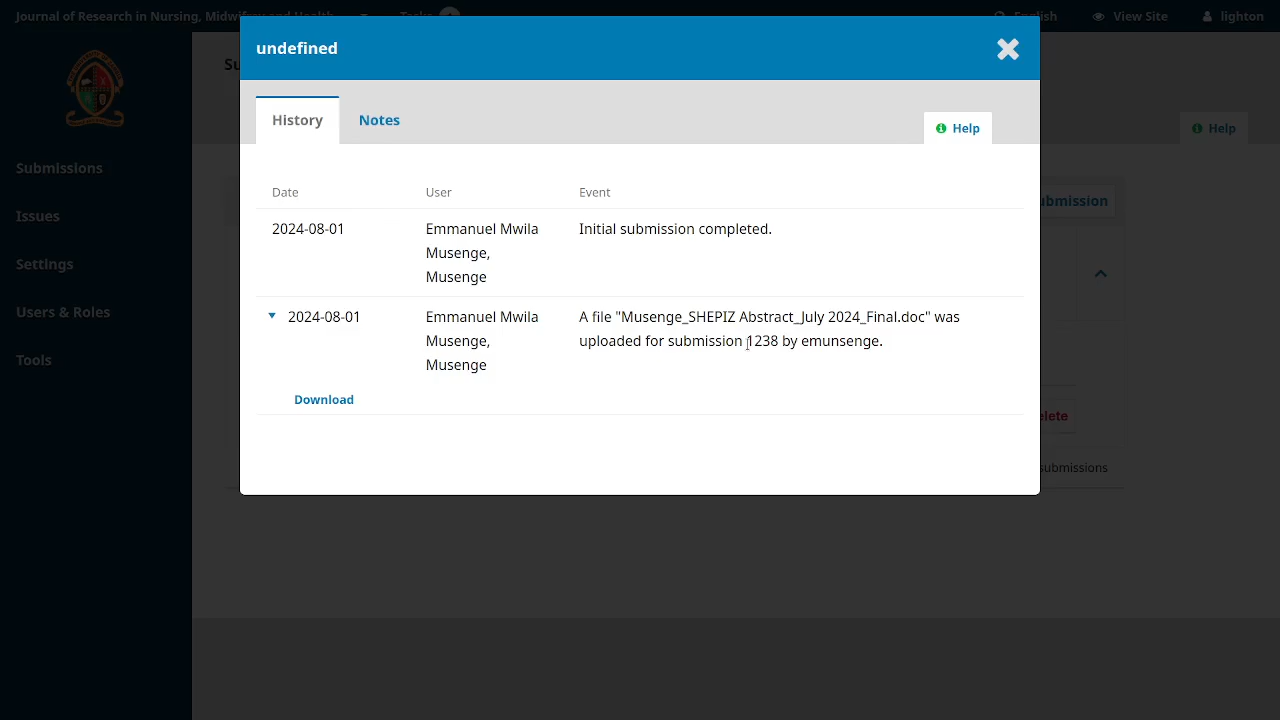 Journal of Research in Nursing, Midwifery and Health
Tasks
English
View Site
lighton
undefined
History
Notes
Help
Help
Submissions
Issues
Settings
Users & Roles
Tools
Date
User
Event
2024-08-01
Emmanuel Mwila
Musenge,
Musenge
Initial submission completed.
2024-08-01
Emmanuel Mwila
Musenge,
Musenge
A file "Musenge_SHEPIZ Abstract_July 2024_Final.doc" was
uploaded for submission 1238 by emunsenge.
Download
ubmission
elete
submissions